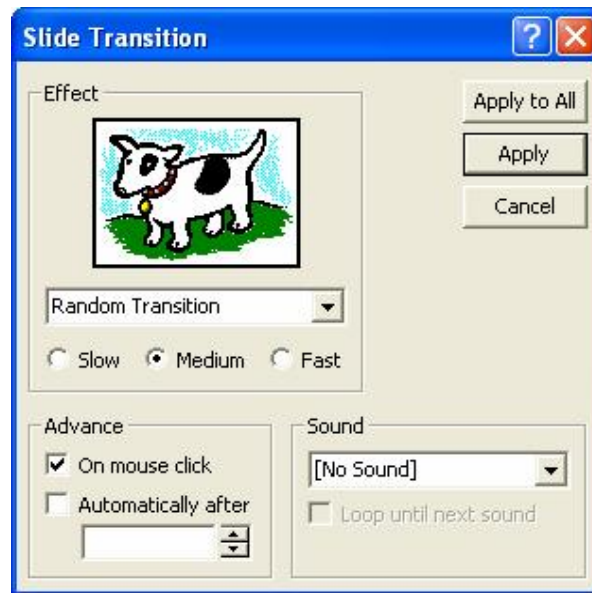 Slide Transition
?
Effect
Apply to All
Apply
Cancel
Random Transition
Slow Medium Fast
Advance
On mouse click
Automatically after
Sound
[No Sound]
Loop until next sound